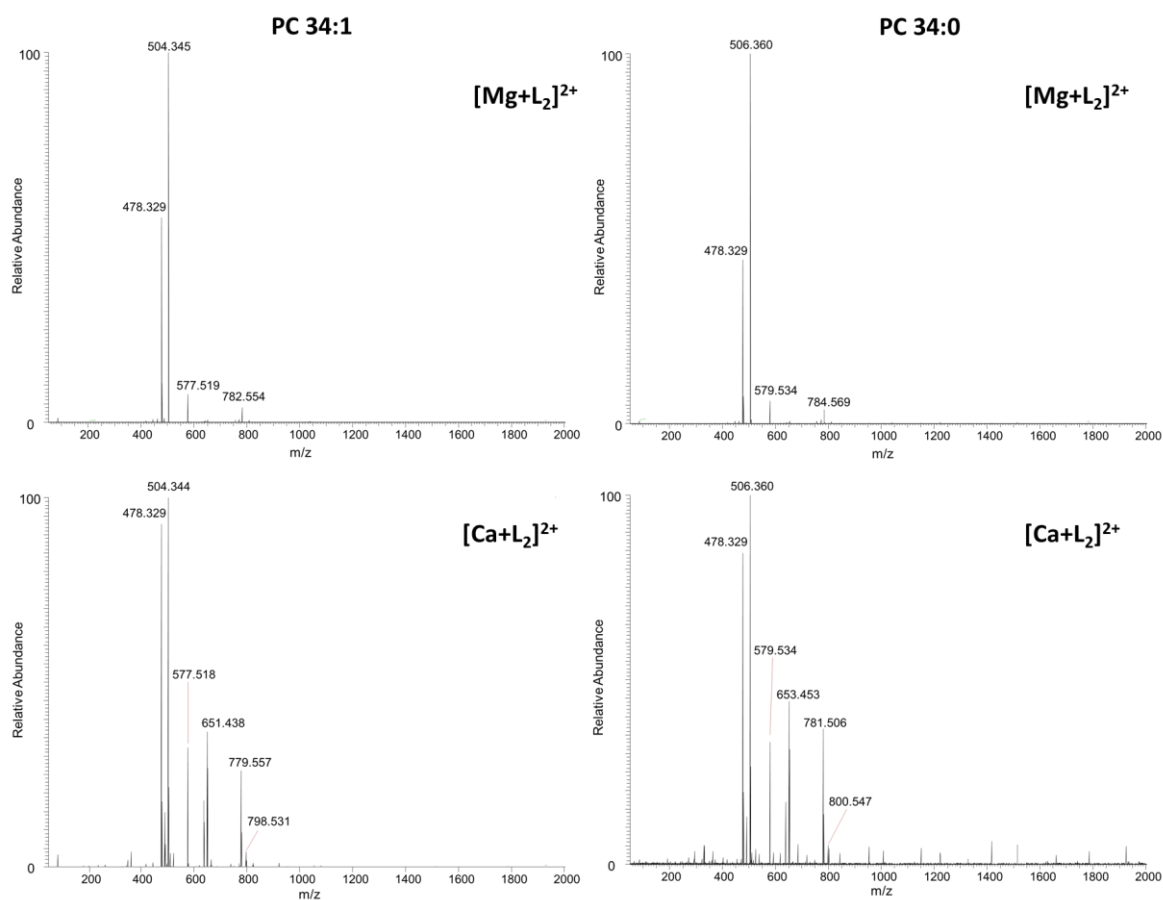 PC 34:1
PC 34:0
504.345
100
[Mg+L₂]²⁺
478.329
577.519
782.554
Relative Abundance
0
200 400 600 800 1000 1200 1400 1600 1800 2000
m/z
506.360
100
[Mg+L₂]²⁺
478.329
579.534
784.569
Relative Abundance
0
200 400 600 800 1000 1200 1400 1600 1800 2000
m/z
504.344
100
478.329
[Ca+L₂]²⁺
577.518
651.438
779.557
798.531
Relative Abundance
0
200 400 600 800 1000 1200 1400 1600 1800 2000
m/z
506.360
100
478.329
[Ca+L₂]²⁺
579.534
653.453
781.506
800.547
Relative Abundance
0
200 400 600 800 1000 1200 1400 1600 1800 2000
m/z